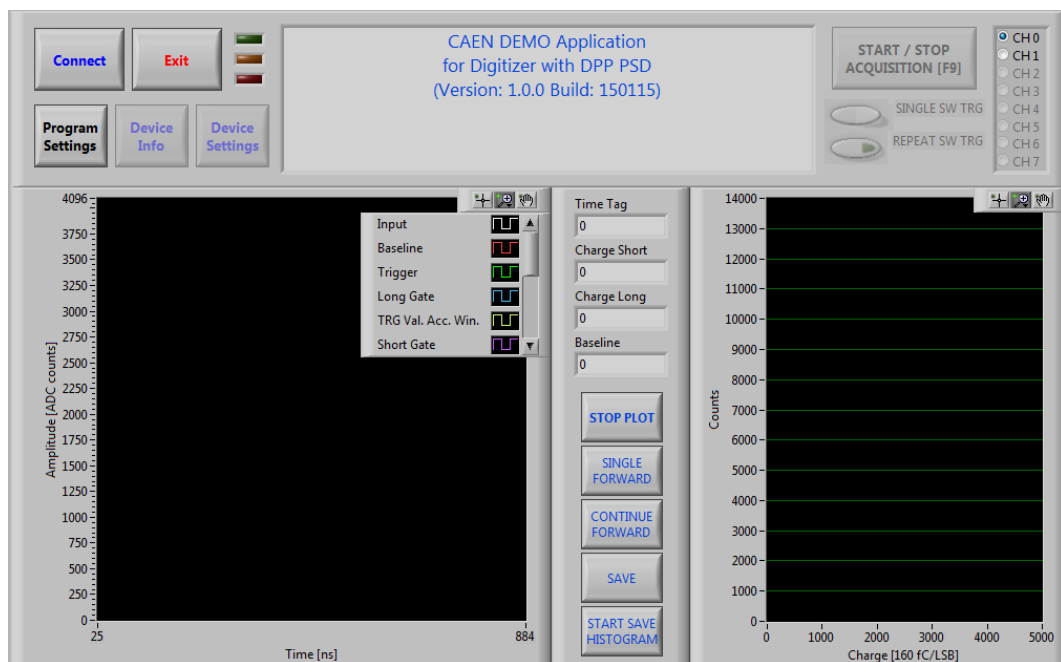 Connect
Exit
CAEN DEMO Application
for Digitizer with DPP PSD
(Version: 1.0.0 Build: 150115)
START / STOP
ACQUISITION [F9]
SINGLE SW TRG
REPEAT SW TRG
CH 0
CH 1
CH 2
CH 3
CH 4
CH 5
CH 6
CH 7
Program
Settings
Device
Info
Device
Settings
Amplitude [ADC counts]
4096
3750
3500
3250
3000
2750
2500
2250
2000
1750
1500
1250
1000
750
500
250
0
25
884
Time [ns]
Input
Baseline
Trigger
Long Gate
TRG Val. Acc. Win.
Short Gate
Time Tag
0
Charge Short
0
Charge Long
0
Baseline
0
STOP PLOT
SINGLE
FORWARD
CONTINUE
FORWARD
SAVE
START SAVE
HISTOGRAM
Counts
14000
13000
12000
11000
10000
9000
8000
7000
6000
5000
4000
3000
2000
1000
0
0
1000
2000
3000
4000
5000
Charge [160 fC/LSB]